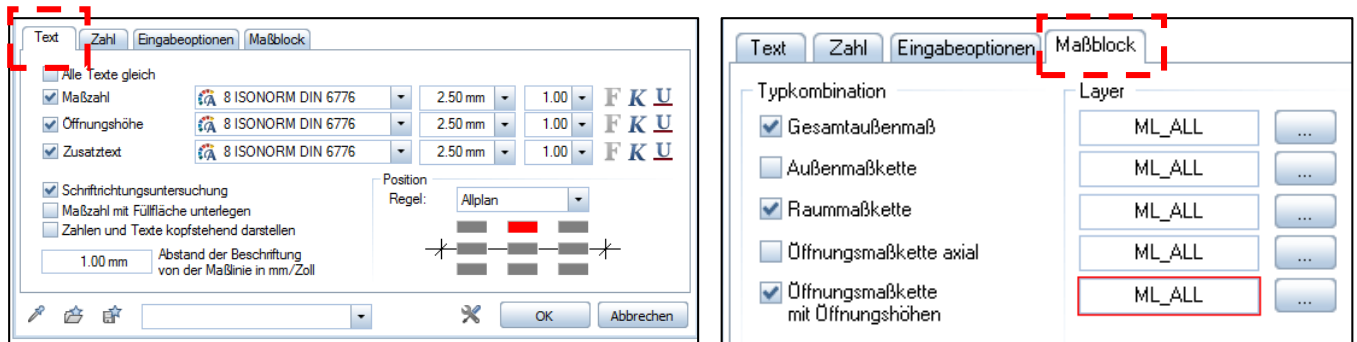 Text Zahl Eingabeoptionen Maßblock
Alle Texte gleich
Maßzahl 8 ISONORM DIN 6776 2.50 mm 1.00 F K U
Öffnungshöhe 8 ISONORM DIN 6776 2.50 mm 1.00 F K U
Zusatztext 8 ISONORM DIN 6776 2.50 mm 1.00 F K U
Schriftrichtungsuntersuchung
Maßzahl mit Füllfläche unterlegen
Zahlen und Texte kopfstehend darstellen
1.00 mm Abstand der Beschriftung
von der Maßlinie in mm/Zoll
Position
Regel: Allplan
OK Abbrechen
Text Zahl Eingabeoptionen Maßblock
Typkombination Layer
Gesamtaußenmaß ML_ALL ...
Außenmaßkette ML_ALL ...
Raummaßkette ML_ALL ...
Öffnungsmaßkette axial ML_ALL ...
Öffnungsmaßkette ML_ALL ...
mit Öffnungshöhen